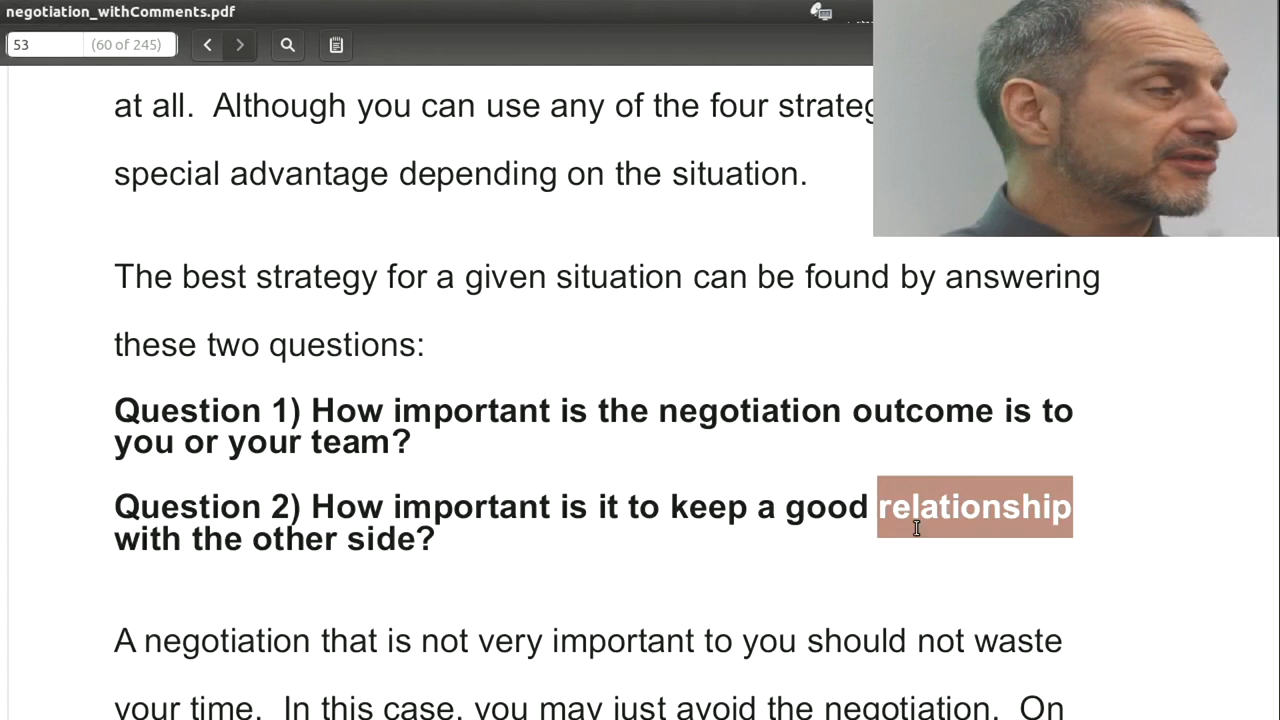 negotiation_withComments.pdf
53 (60 of 245)
at all. Although you can use any of the four
special advantage depending on the situation.
The best strategy for a given situation can be found by answering
these two questions:
Question 1) How important is the negotiation outcome is to
you or your team?
Question 2) How important is it to keep a good relationship
with the other side?
A negotiation that is not very important to you should not waste
your time. In this case, you may just avoid the negotiation. On